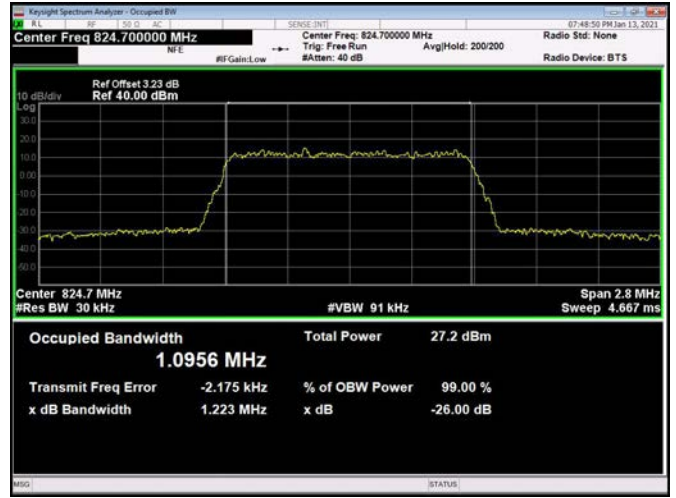 Keysight Spectrum Analyzer - Occupied BW
RL RF 50 Ω AC SENSE:INT 07:48:50 PM Jan 13, 2021
Center Freq 824.700000 MHz Center Freq: 824.700000 MHz Radio Std: None
NFE Trig: Free Run Avg|Hold: 200/200
#IFGain:Low #Atten: 40 dB Radio Device: BTS
Ref Offset 3.23 dB
10 dB/div Ref 40.00 dBm
Log
30.0
20.0
10.0
0.00
-10.0
-20.0
-30.0
-40.0
-50.0
Center 824.7 MHz Span 2.8 MHz
#Res BW 30 kHz #VBW 91 kHz Sweep 4.667 ms
Occupied Bandwidth Total Power 27.2 dBm
1.0956 MHz
Transmit Freq Error -2.175 kHz % of OBW Power 99.00 %
x dB Bandwidth 1.223 MHz x dB -26.00 dB
MSG STATUS